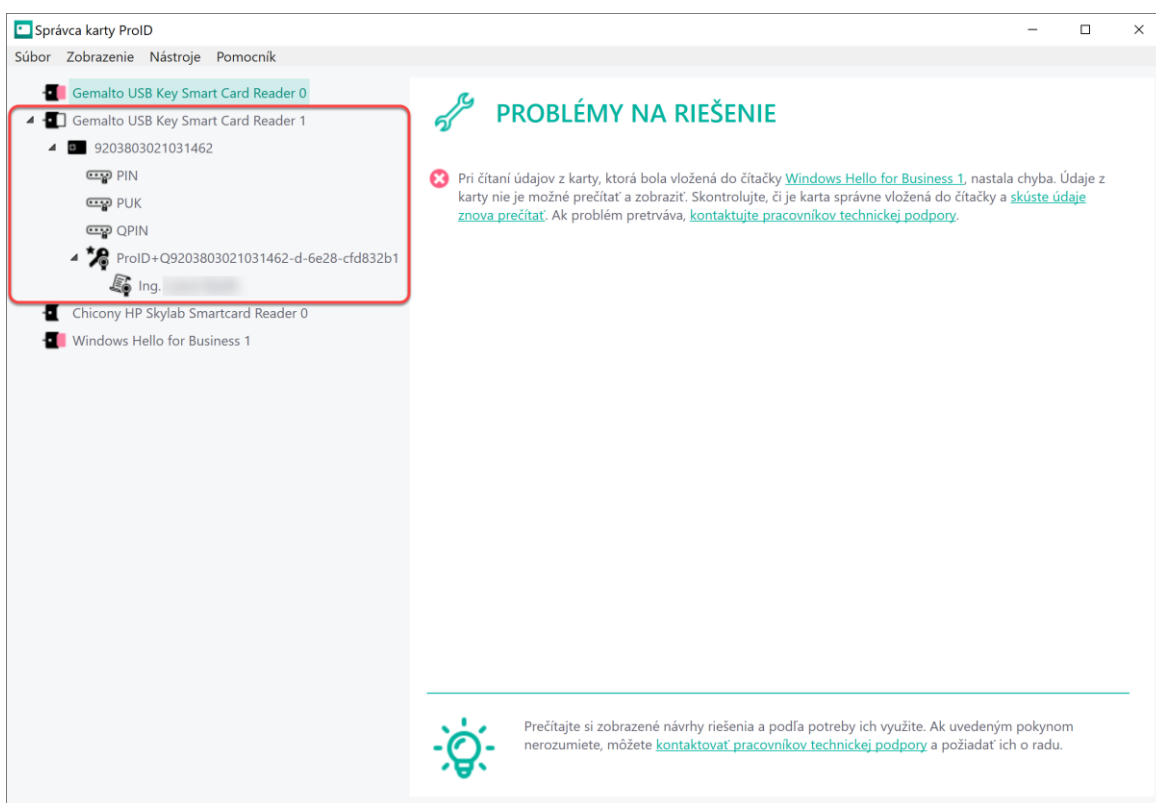 Správca karty ProID
Súbor Zobrazenie Nástroje Pomocník
Gemalto USB Key Smart Card Reader 0
Gemalto USB Key Smart Card Reader 1
9203803021031462
PIN
PUK
QPIN
ProID+Q9203803021031462-d-6e28-cfd832b1
Ing.
Chicony HP Skylab Smartcard Reader 0
Windows Hello for Business 1
PROBLÉMY NA RIEŠENIE
Pri čítaní údajov z karty, ktorá bola vložená do čítačky Windows Hello for Business 1, nastala chyba. Údaje z
karty nie je možné prečítať a zobraziť. Skontrolujte, či je karta správne vložená do čítačky a skúste údaje
znova prečítať. Ak problém pretrváva, kontaktujte pracovníkov technickej podpory.
Prečítajte si zobrazené návrhy riešenia a podľa potreby ich využite. Ak uvedeným pokynom
nerozumiete, môžete kontaktovať pracovníkov technickej podpory a požiadať ich o radu.